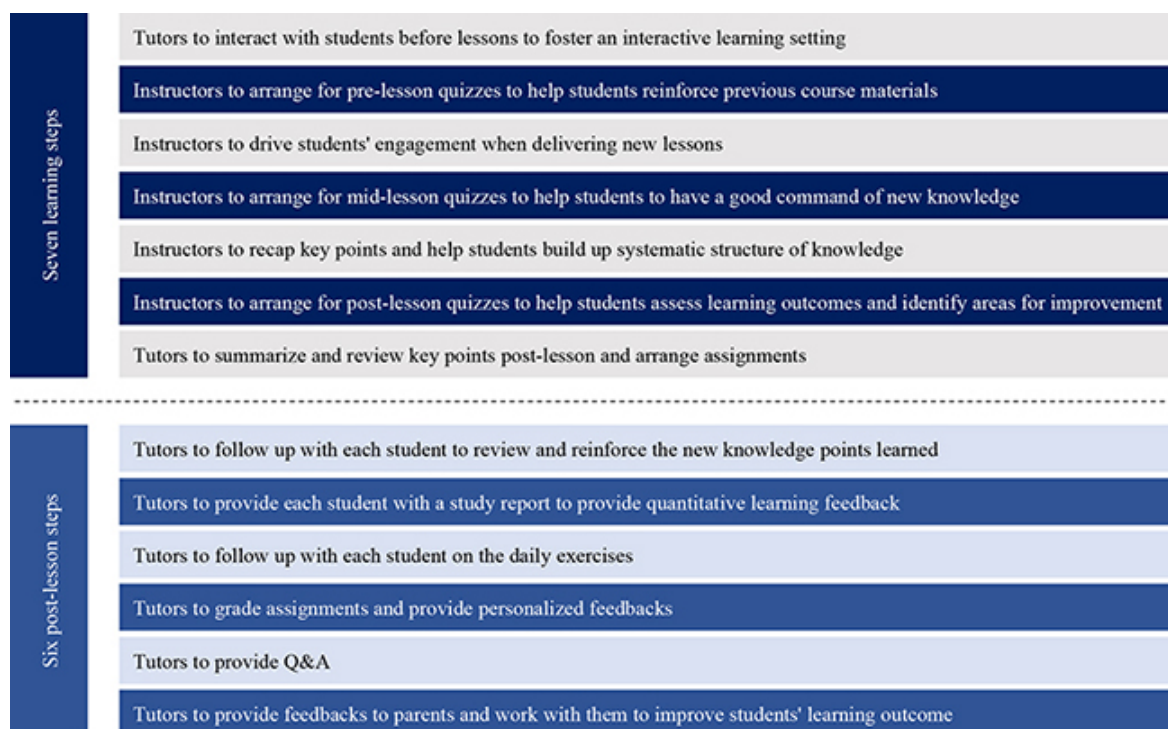 Seven learning steps
Tutors to interact with students before lessons to foster an interactive learning setting
Instructors to arrange for pre-lesson quizzes to help students reinforce previous course materials
Instructors to drive students' engagement when delivering new lessons
Instructors to arrange for mid-lesson quizzes to help students to have a good command of new knowledge
Instructors to recap key points and help students build up systematic structure of knowledge
Instructors to arrange for post-lesson quizzes to help students assess learning outcomes and identify areas for improvement
Tutors to summarize and review key points post-lesson and arrange assignments
Six post-lesson steps
Tutors to follow up with each student to review and reinforce the new knowledge points learned
Tutors to provide each student with a study report to provide quantitative learning feedback
Tutors to follow up with each student on the daily exercises
Tutors to grade assignments and provide personalized feedbacks
Tutors to provide Q&A
Tutors to provide feedbacks to parents and work with them to improve students' learning outcome